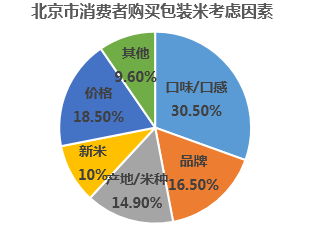 北京市消费者购买包装米考虑因素
其他
9.60%
口味/口感
30.50%
价格
18.50%
新米
10%
产地/米种
14.90%
品牌
16.50%